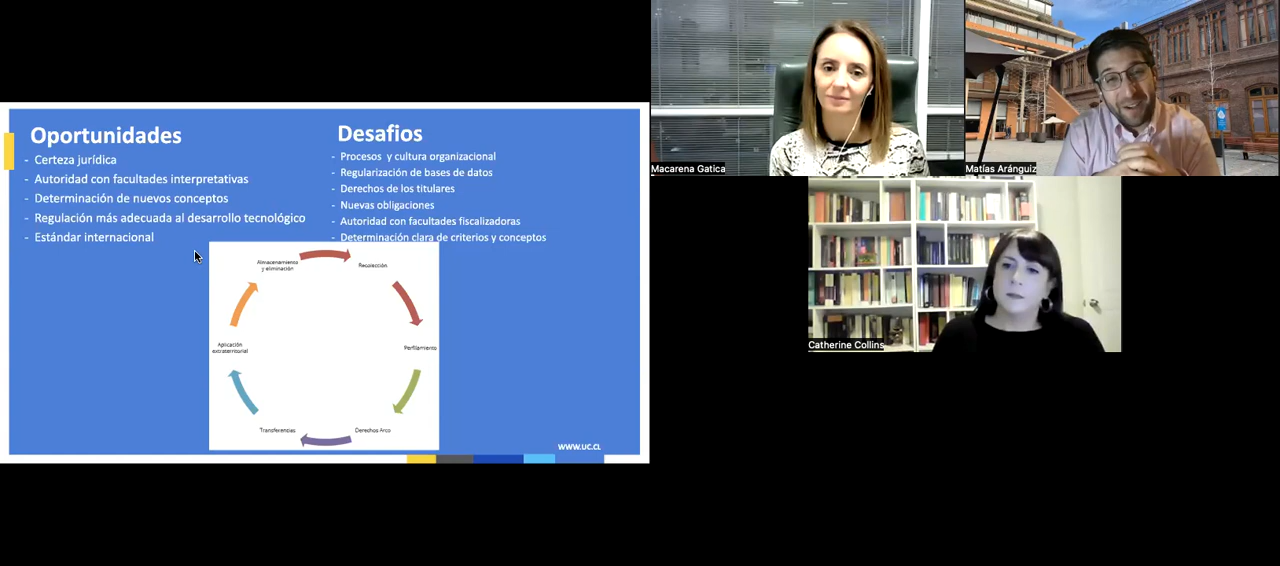 Oportunidades
- Certeza jurídica
- Autoridad con facultades interpretativas
- Determinación de nuevos conceptos
- Regulación más adecuada al desarrollo tecnológico
- Estándar internacional
Desafios
- Procesos y cultura organizacional
- Regularización de bases de datos
- Derechos de los titulares
- Nuevas obligaciones
- Autoridad con facultades fiscalizadoras
- Determinación clara de criterios y conceptos
Almacenamiento
y eliminación
Recolección
Perfilamiento
Derechos Arco
Transferencias
Aplicación
extraterritorial
WWW.UC.CL
Macarena Gatica
Matías Aránguiz
Catherine Collins